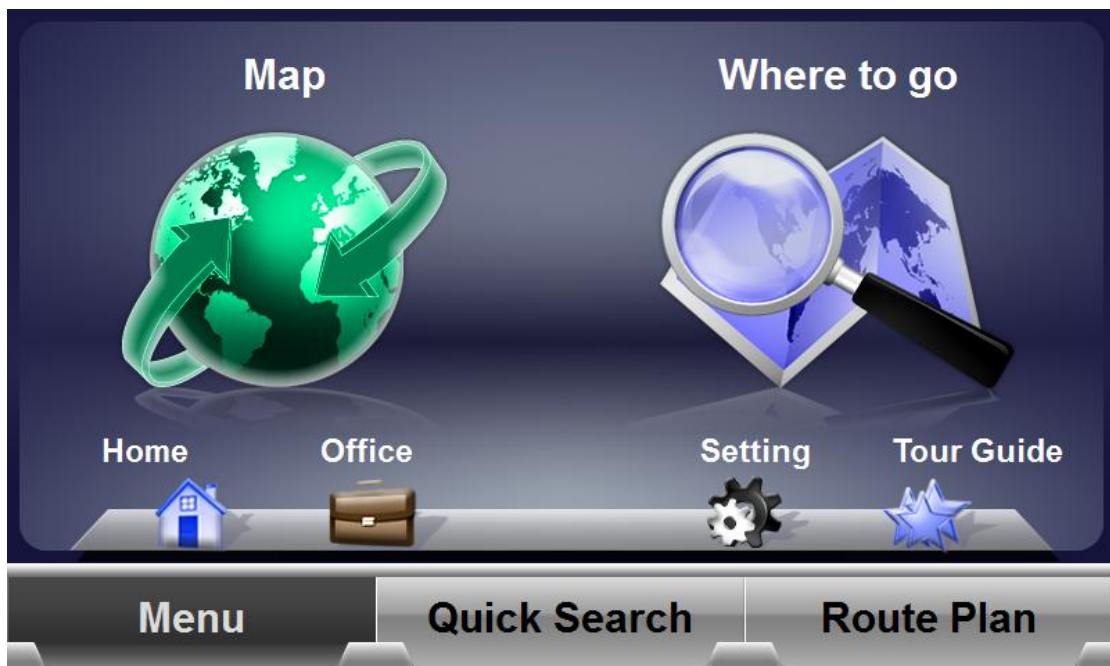 Map
Where to go
Home
Office
Setting
Tour Guide
Menu
Quick Search
Route Plan